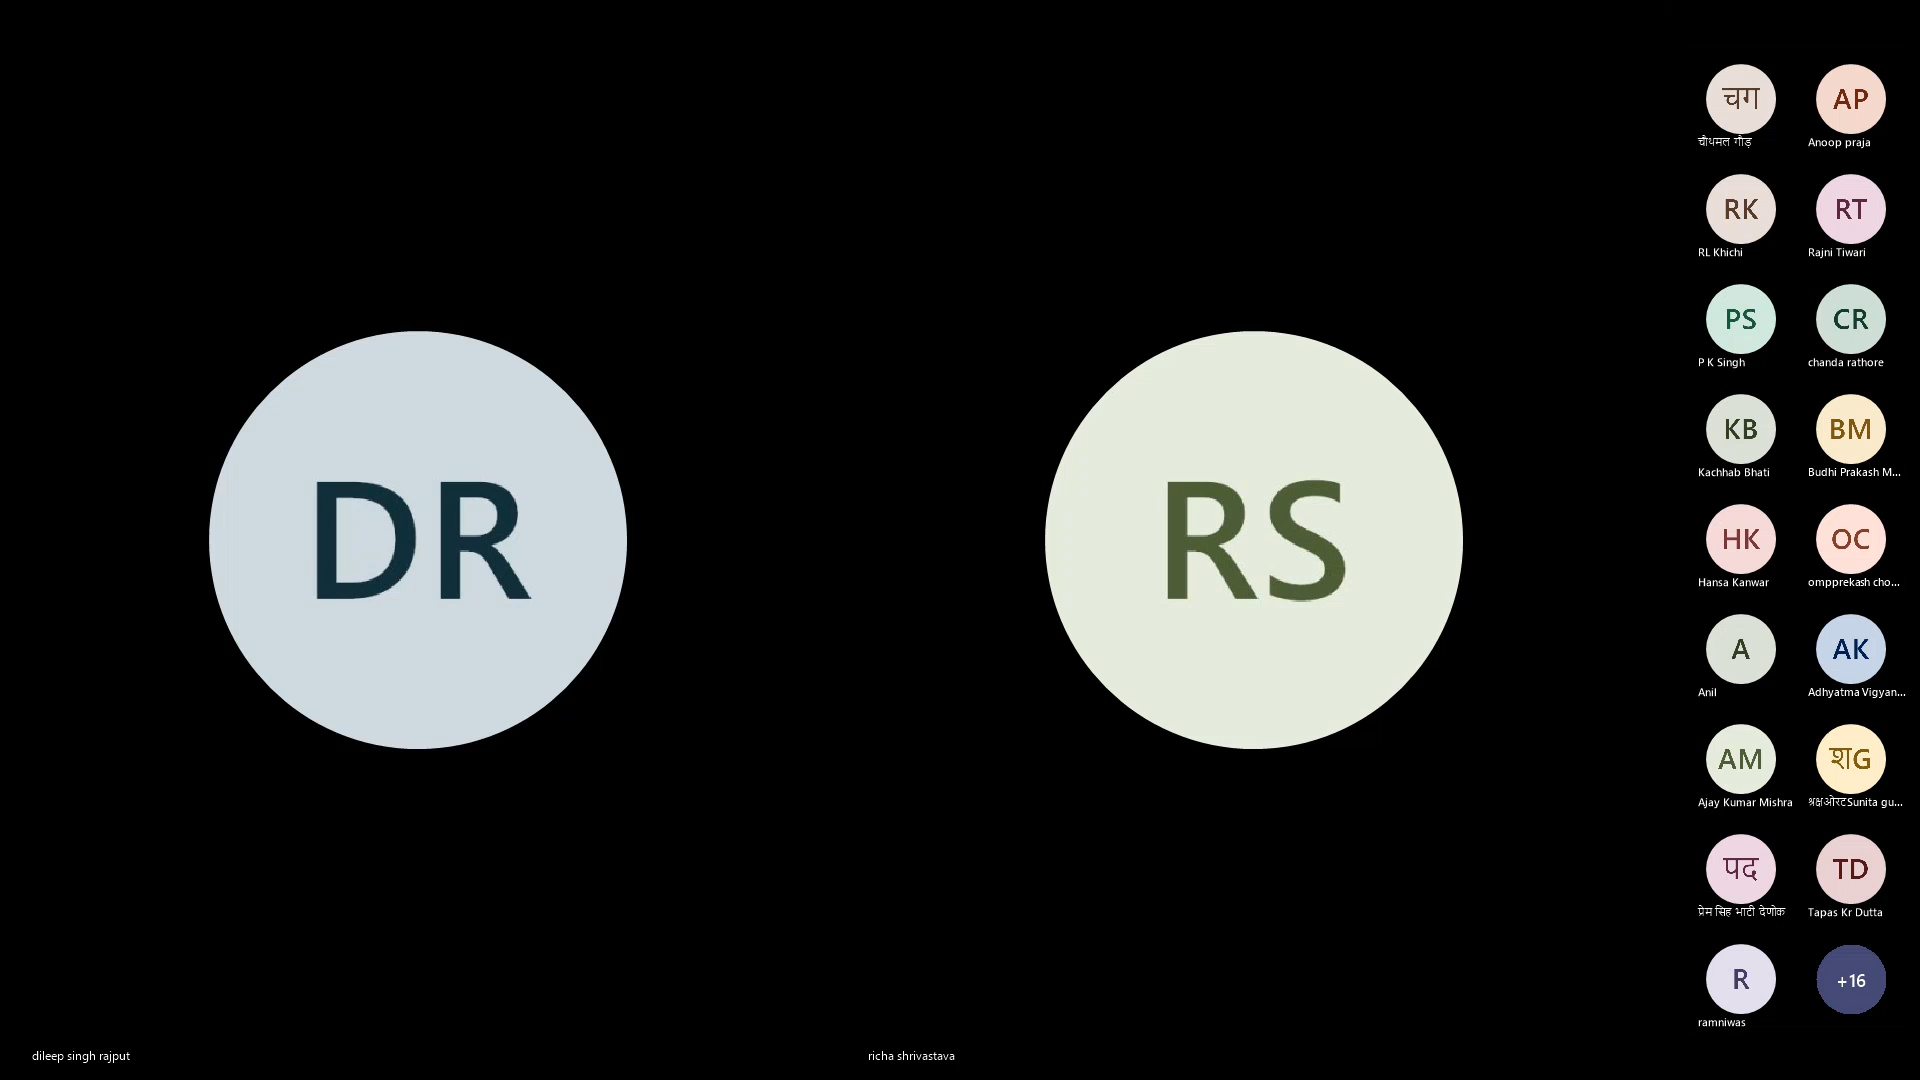 DR
dileep singh rajput
RS
richa shrivastava
चग
चौथमल गौड़
AP
Anoop praja
RK
RL Khichi
RT
Rajni Tiwari
PS
P K Singh
CR
chanda rathore
KB
Kachhab Bhati
BM
Budhi Prakash M...
HK
Hansa Kanwar
OC
ompprekash cho...
A
Anil
AK
Adhyatma Vigyan...
AM
Ajay Kumar Mishra
शG
श्रक्षओरटSunita gu...
पद
प्रेम सिह भाटी देणोक
TD
Tapas Kr Dutta
R
ramniwas
+16